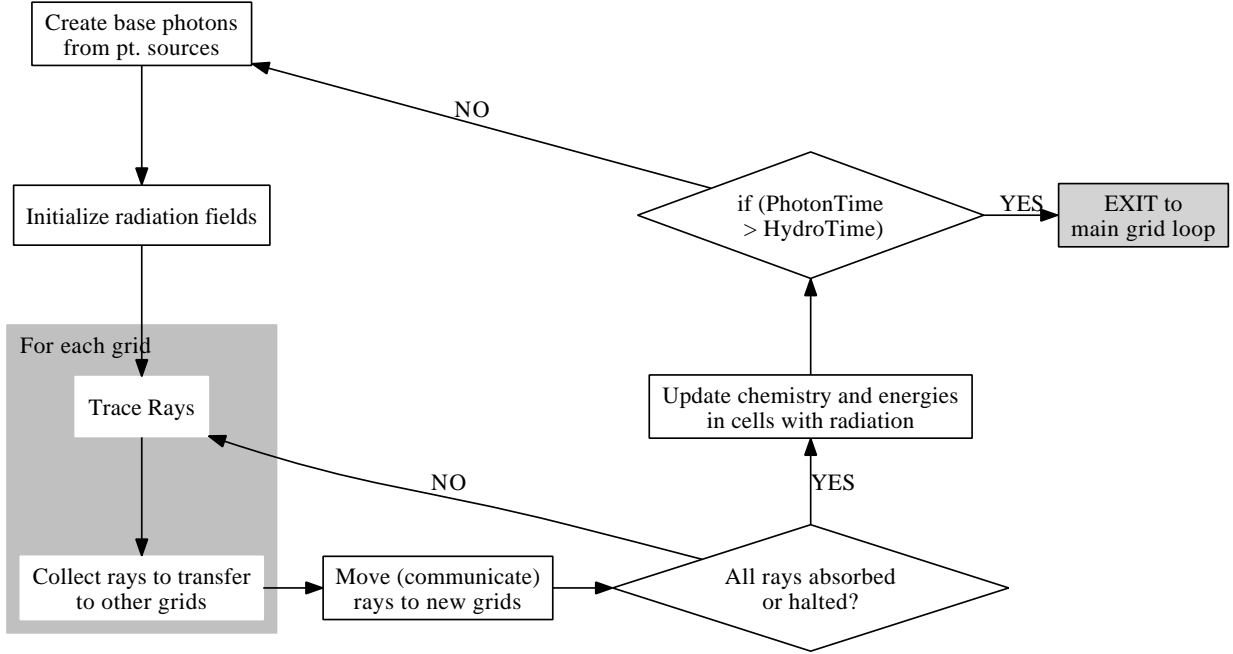 Create base photons
from pt. sources
NO
Initialize radiation fields
if (PhotonTime
> HydroTime)
YES
EXIT to
main grid loop
For each grid
Trace Rays
Update chemistry and energies
in cells with radiation
NO
YES
Collect rays to transfer
to other grids
Move (communicate)
rays to new grids
All rays absorbed
or halted?